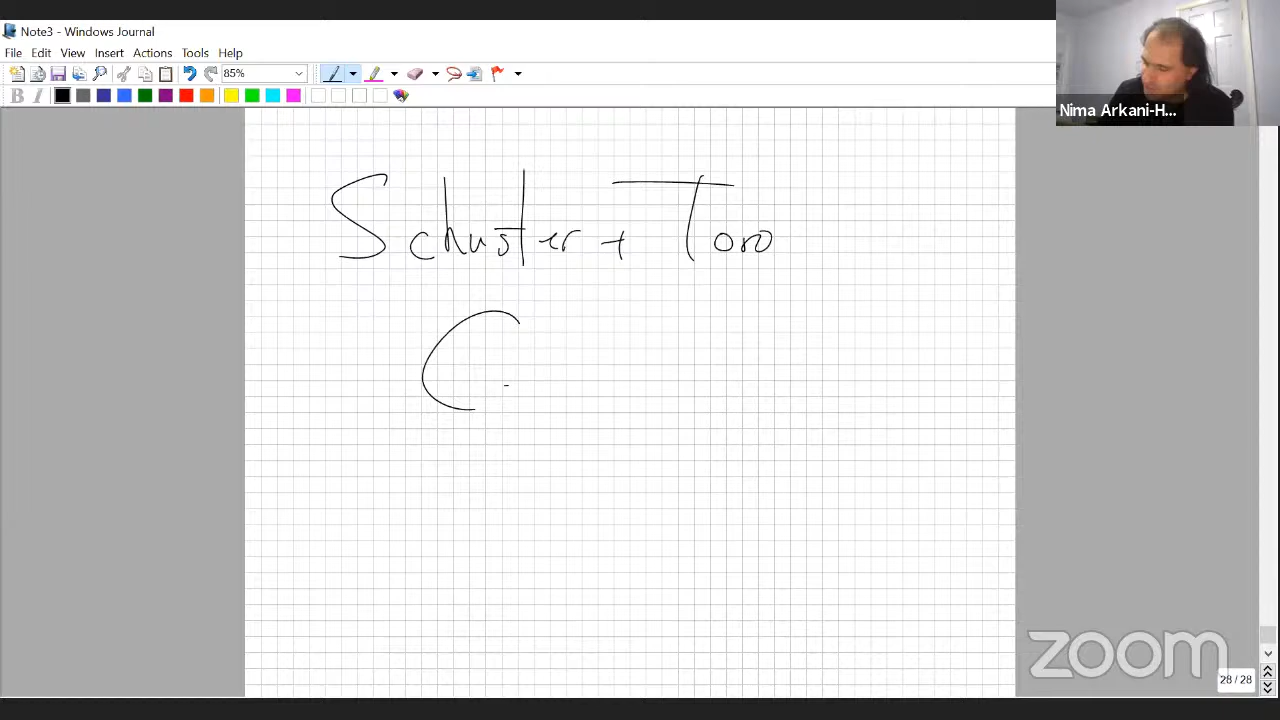 Note3 - Windows Journal
File Edit View Insert Actions Tools Help
85%
B I
Nima Arkani-H...
Schuster + Toro
C
zoom
28 / 28